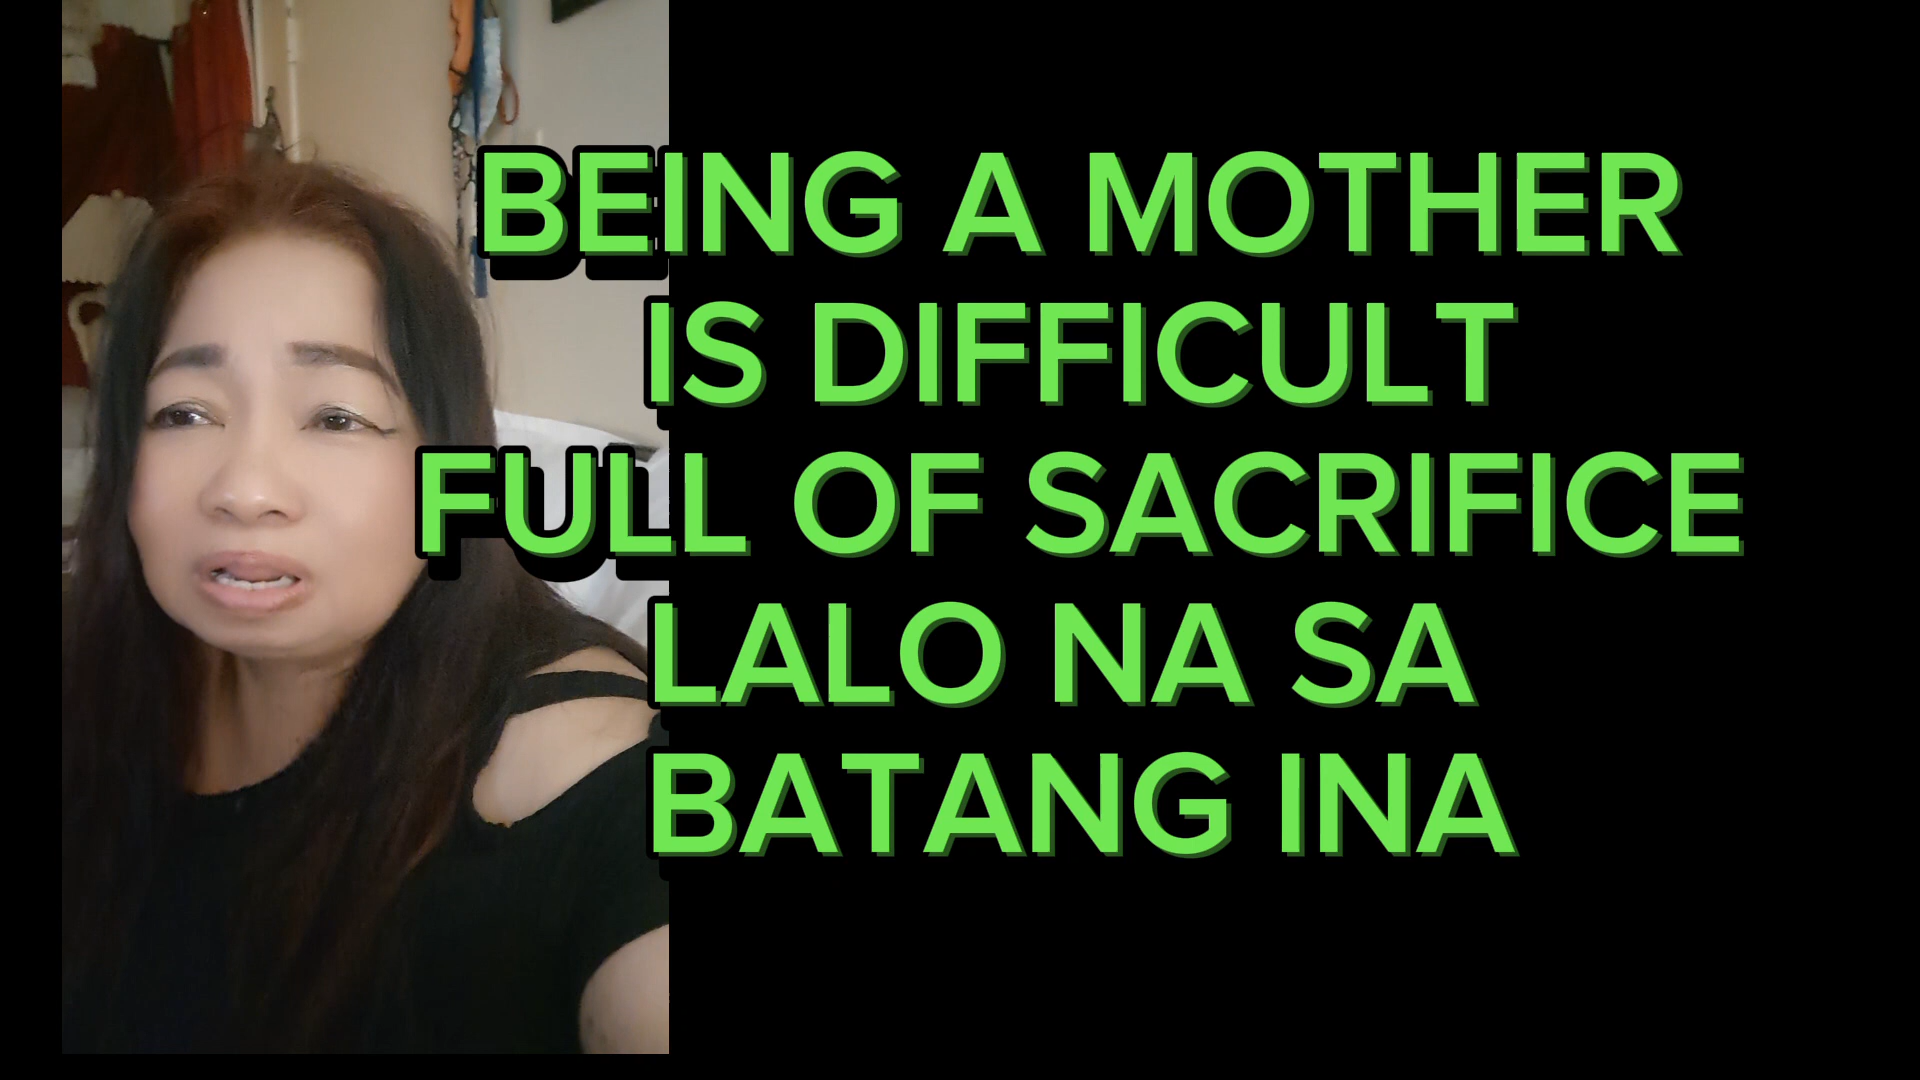 BEING A MOTHER
IS DIFFICULT
FULL OF SACRIFICE
LALO NA SA
BATANG INA